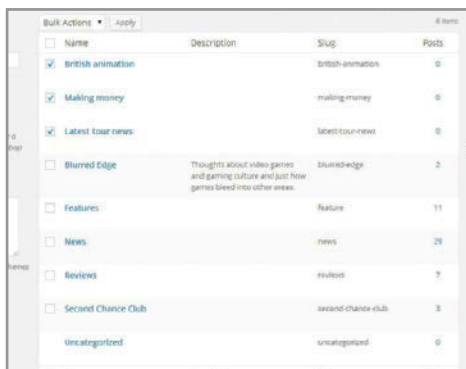 Bulk Actions Apply 8 items
Name Description Slug Posts
British animation british-animation 0
Making money making-money 0
Latest tour news latest-tour-news 0
Blurred Edge Thoughts about video games blurred-edge 2
and gaming culture and just how
games bleed into other areas.
Features feature 11
News news 29
Reviews reviews 7
Second Chance Club second-chance-club 3
Uncategorized uncategorized 0